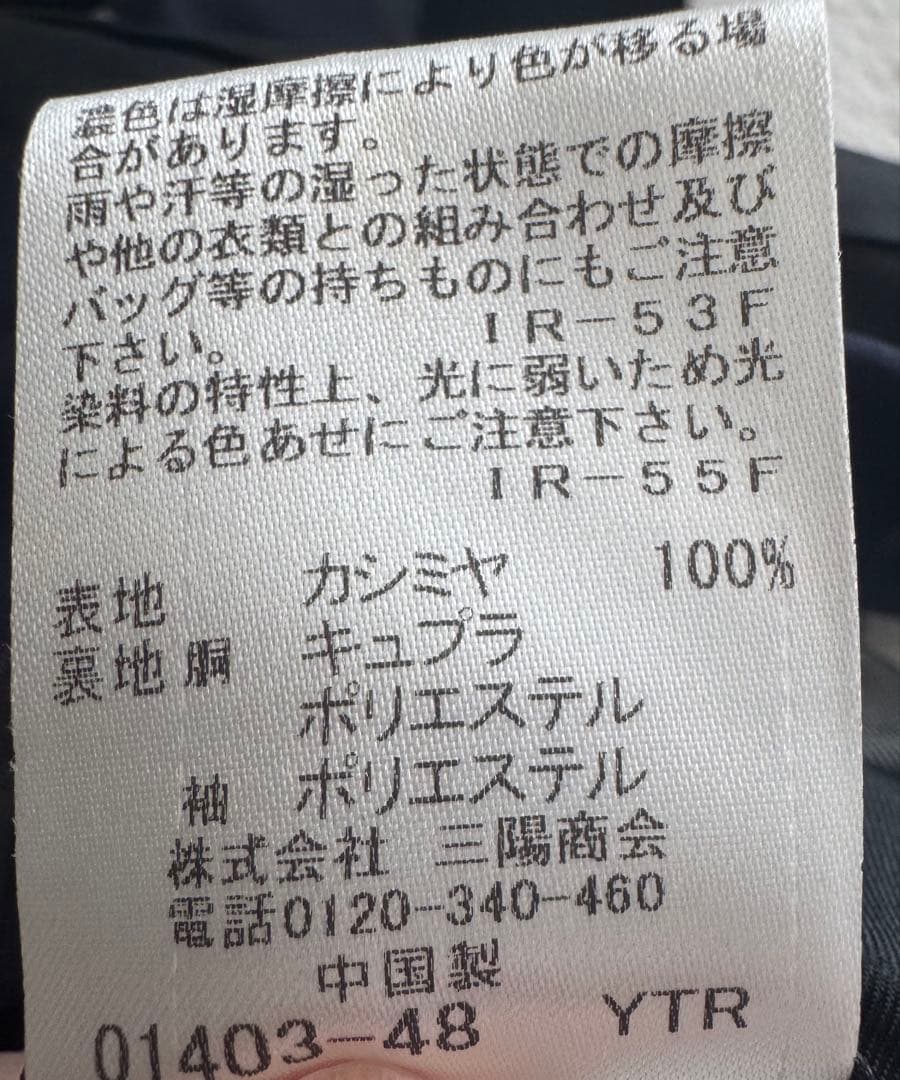 濃色は湿摩擦により色が移る場
合があります。
雨や汗等の湿った状態での摩擦
や他の衣類との組み合わせ及び
バッグ等の持ちものにもご注意
下さい。 IR-53F
染料の特性上、光に弱いため光
による色あせにご注意下さい。
IR-55F
表地 カシミヤ 100%
裏地 胴 キュプラ
ポリエステル
袖 ポリエステル
株式会社 三陽商会
電話0120-340-460
中国製
01403-48 YTR